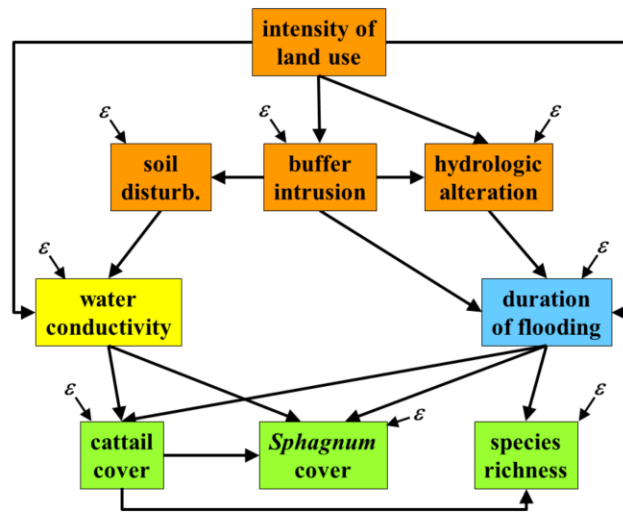 intensity of
land use
ε
ε
ε
soil
disturb.
buffer
intrusion
hydrologic
alteration
ε
ε
water
conductivity
duration
of flooding
ε
ε
ε
cattail
cover
Sphagnum
cover
species
richness